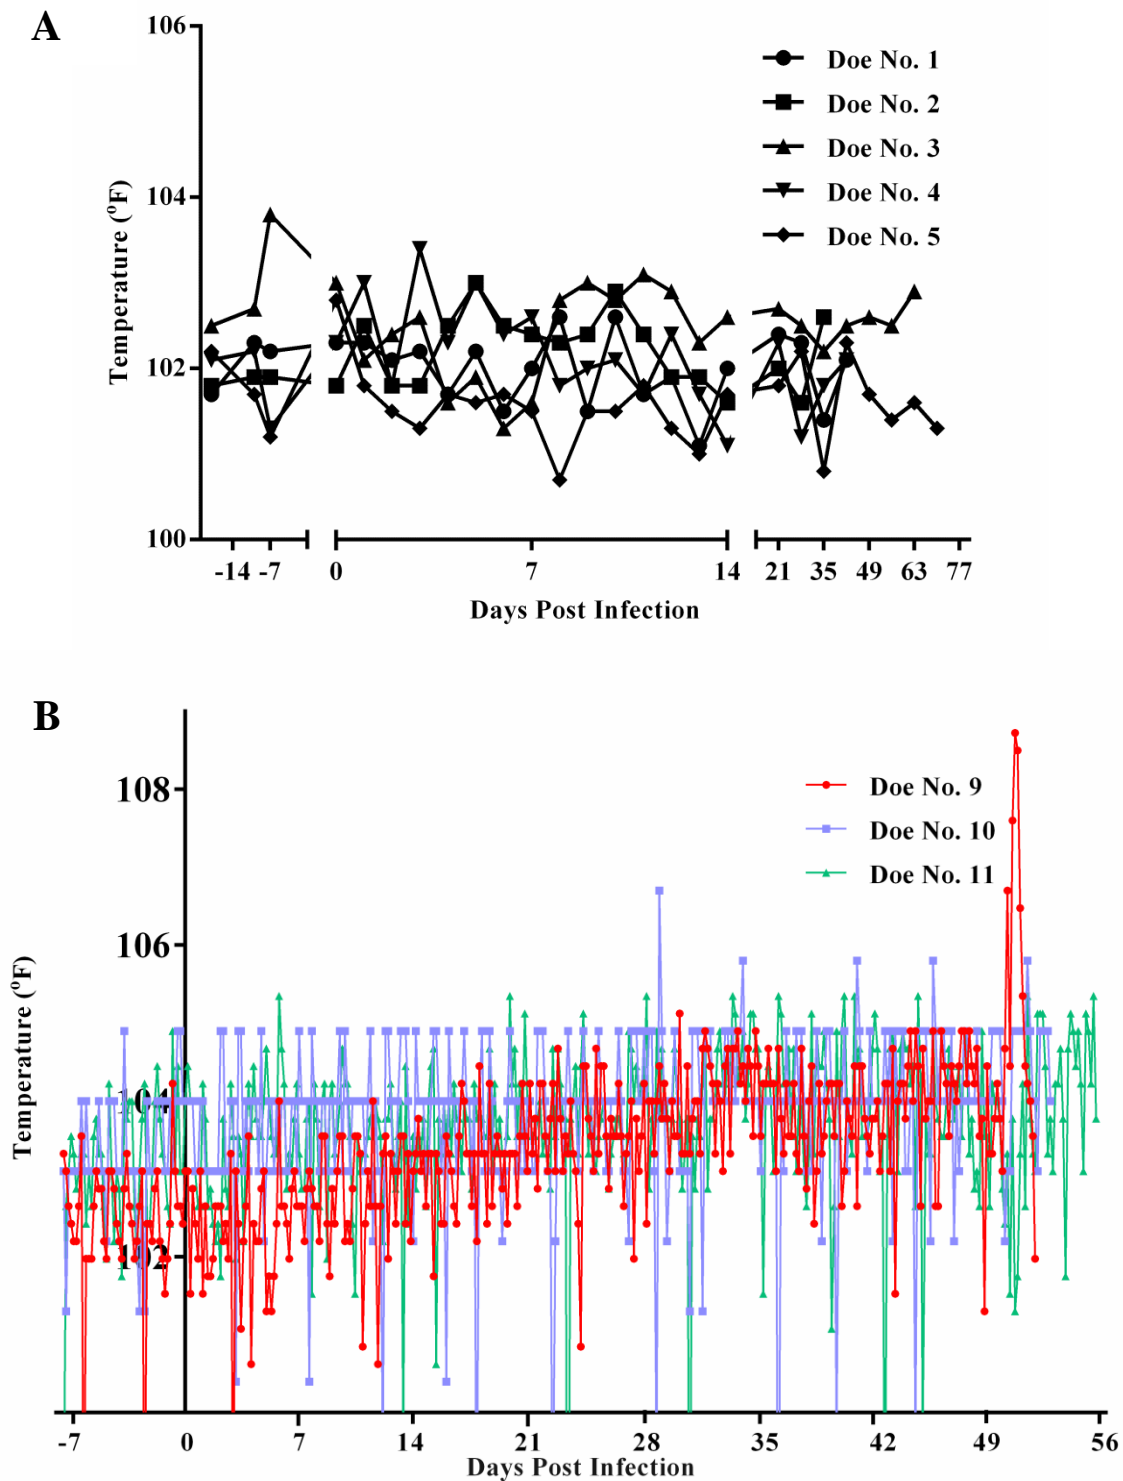 A
106
104
102
100
Temperature (°F)
Doe No. 1
Doe No. 2
Doe No. 3
Doe No. 4
Doe No. 5
-14 -7 0 7 14 21 35 49 63 77
Days Post Infection
B
108
106
104
102
Temperature (°F)
Doe No. 9
Doe No. 10
Doe No. 11
-7 0 7 14 21 28 35 42 49 56
Days Post Infection